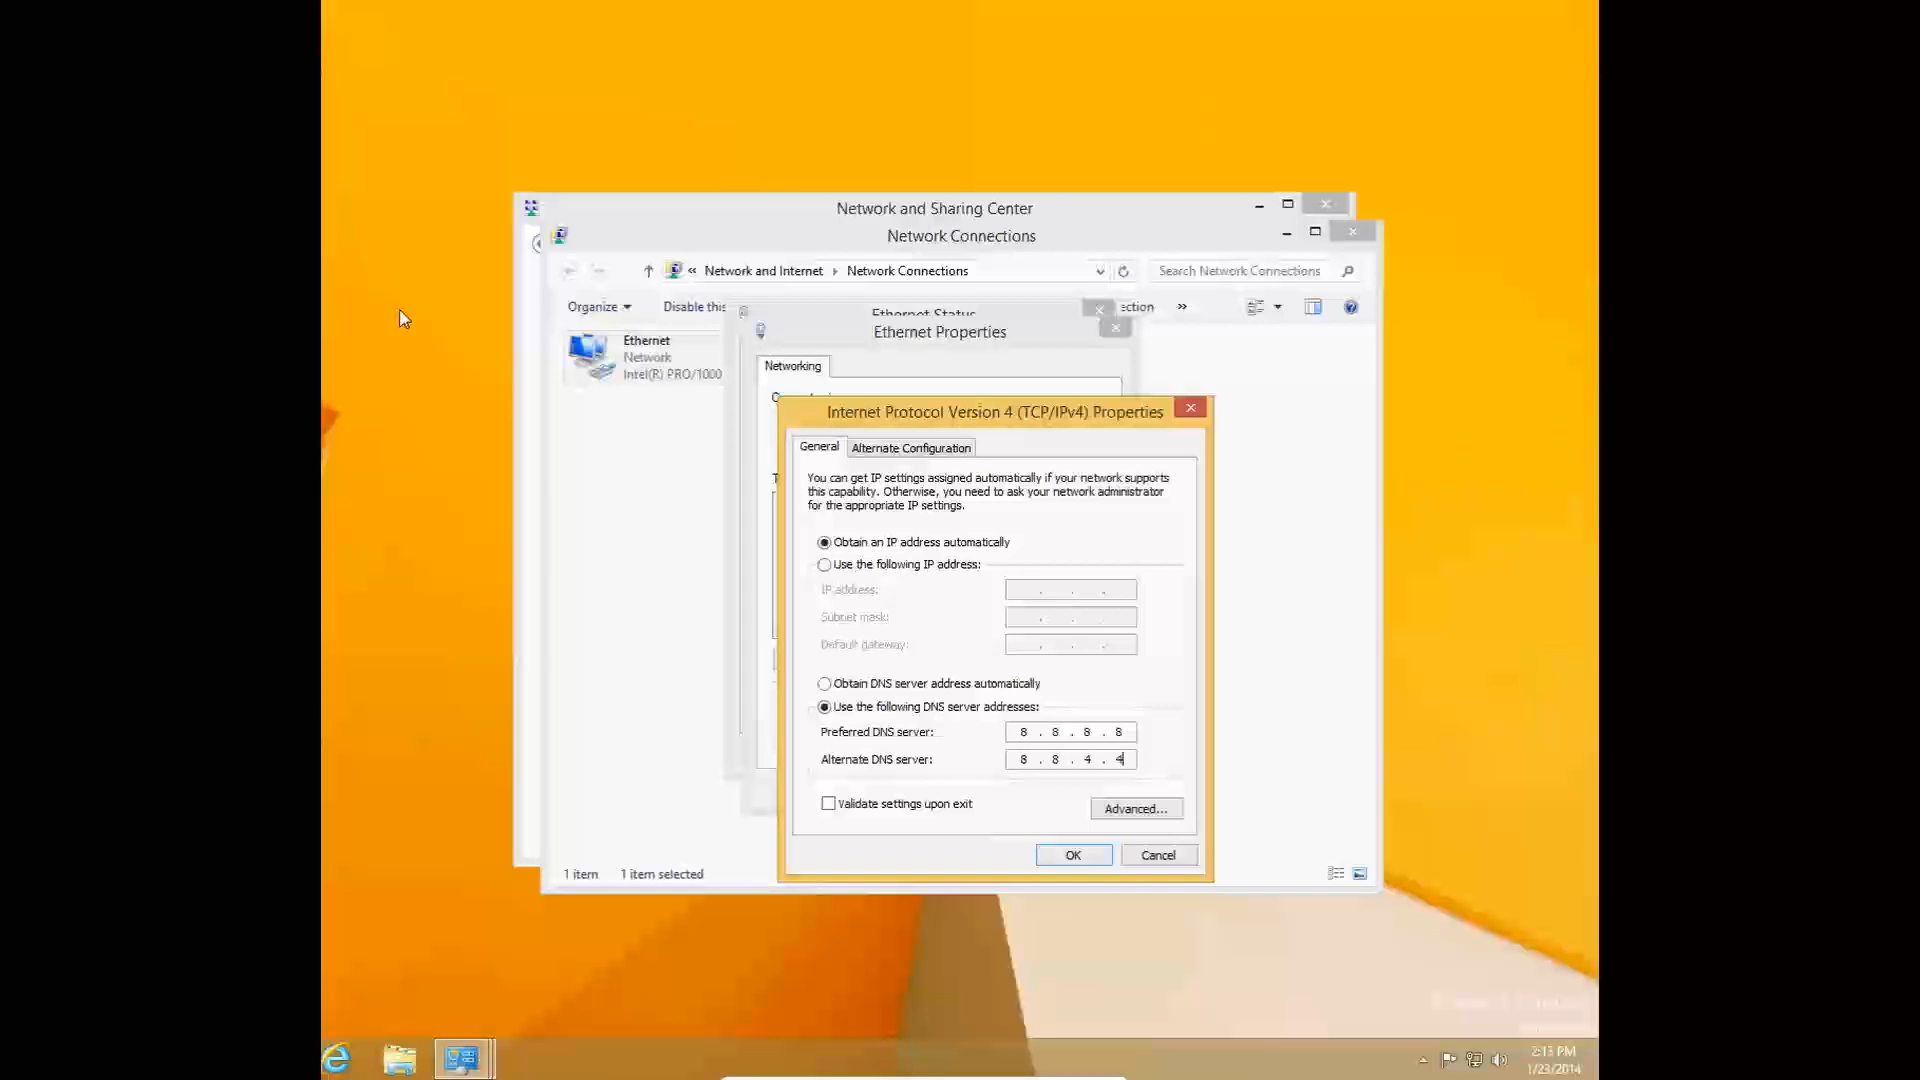 Network and Sharing Center
Network Connections
« Network and Internet Network Connections
Search Network Connections
Organize Disable this ection »
Ethernet
Network
Intel(R) PRO/1000
Ethernet Status
Ethernet Properties
Networking
Internet Protocol Version 4 (TCP/IPv4) Properties
General Alternate Configuration
You can get IP settings assigned automatically if your network supports
this capability. Otherwise, you need to ask your network administrator
for the appropriate IP settings.
Obtain an IP address automatically
Use the following IP address:
IP address: . . .
Subnet mask: . . .
Default gateway: . . .
Obtain DNS server address automatically
Use the following DNS server addresses:
Preferred DNS server: 8 . 8 . 8 . 8
Alternate DNS server: 8 . 8 . 4 . 4
Validate settings upon exit
Advanced...
OK Cancel
1 item 1 item selected
2:13 PM
1/23/2014